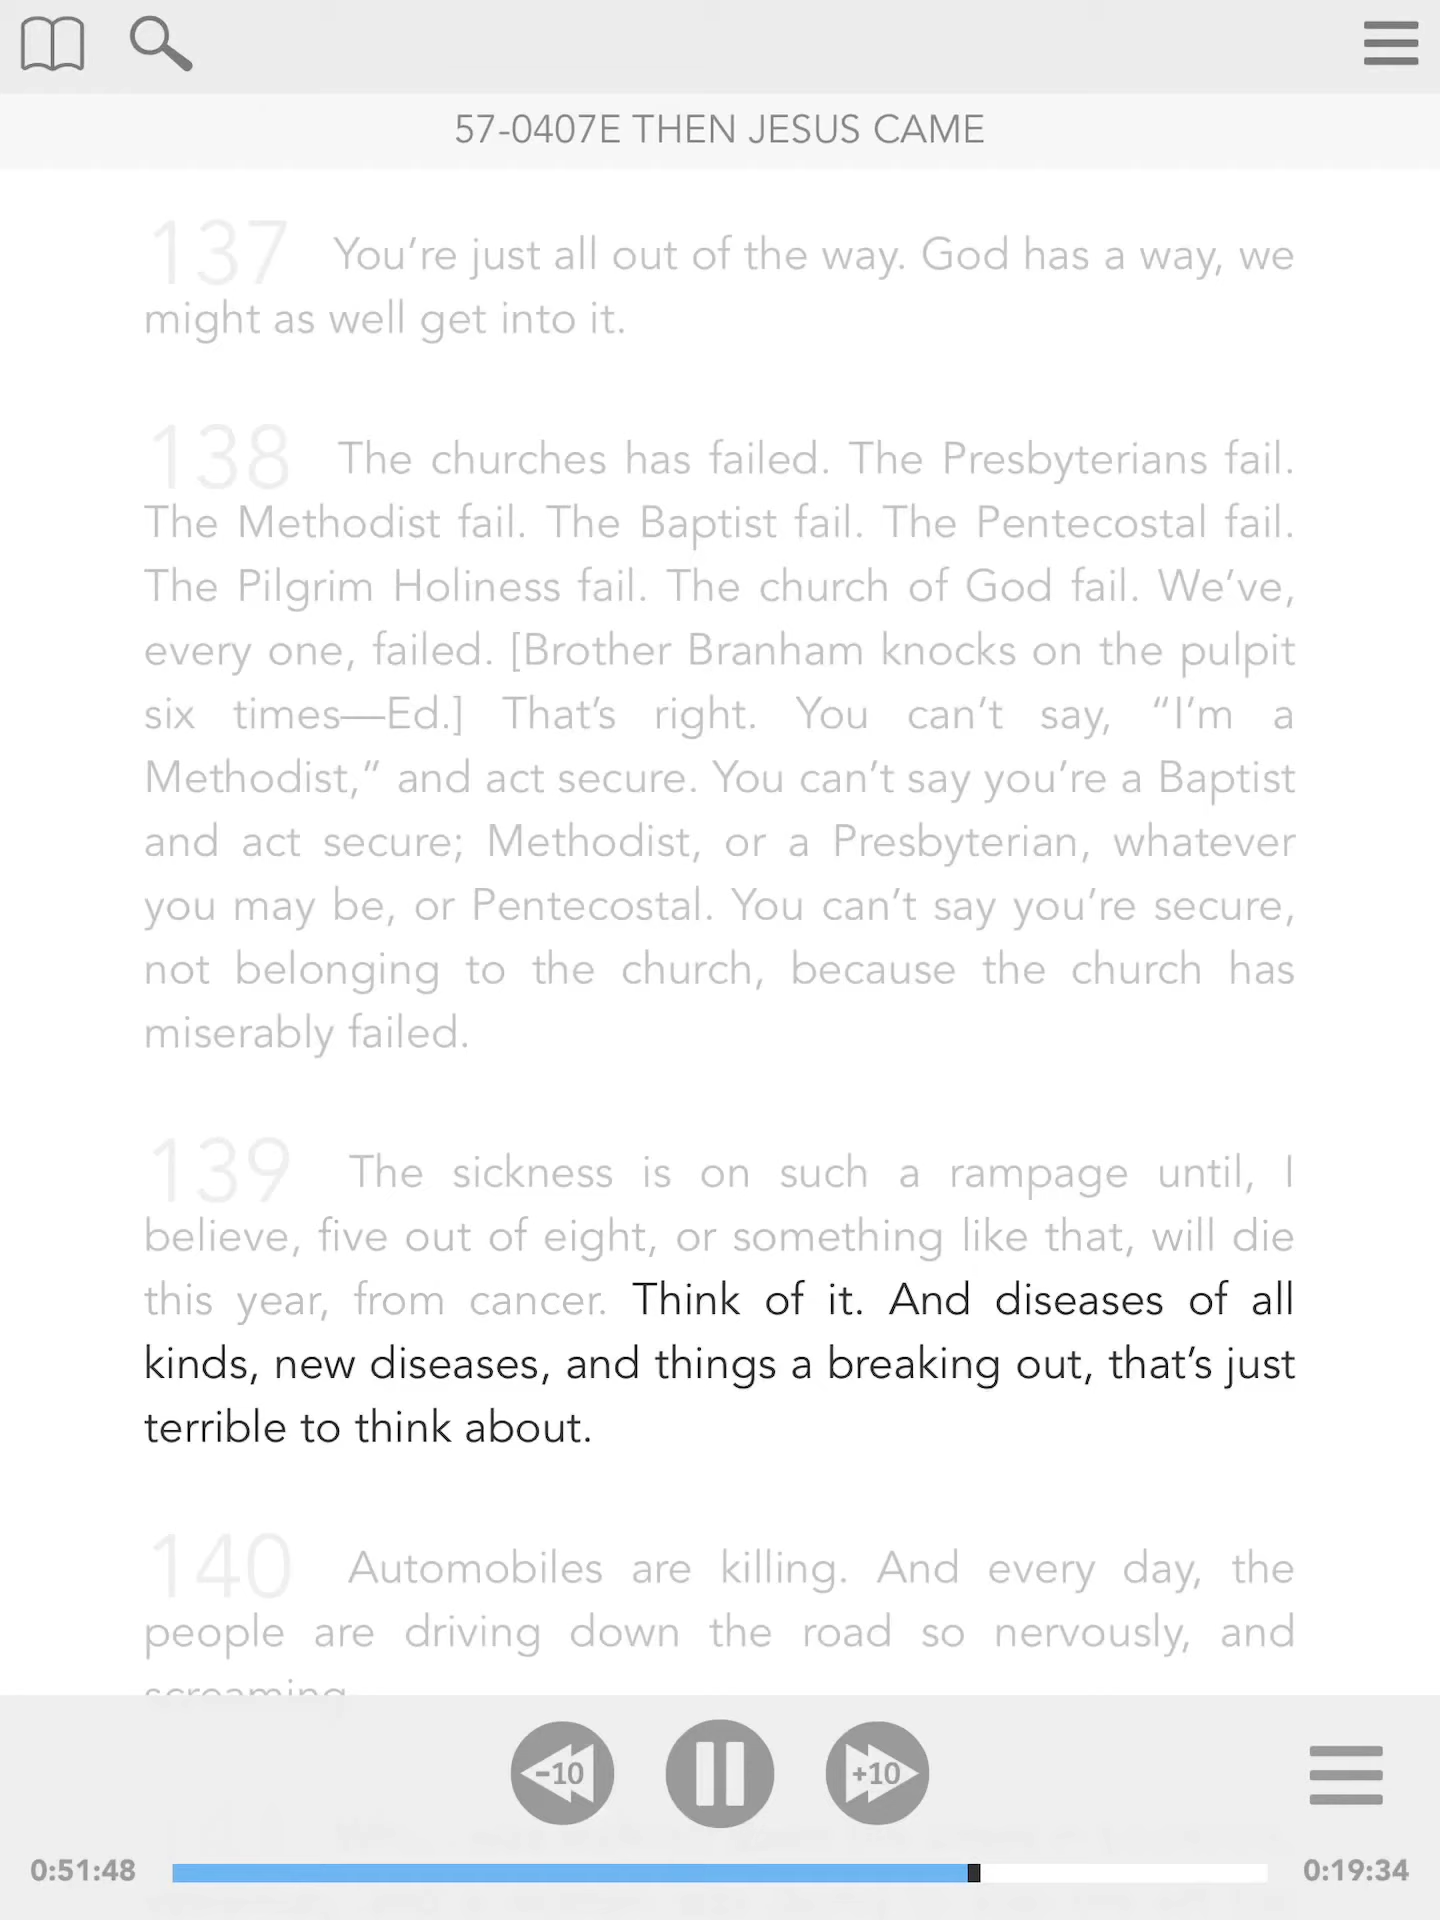 57-0407E THEN JESUS CAME
137 You’re just all out of the way. God has a way, we
might as well get into it.
138 The churches has failed. The Presbyterians fail.
The Methodist fail. The Baptist fail. The Pentecostal fail.
The Pilgrim Holiness fail. The church of God fail. We’ve,
every one, failed. [Brother Branham knocks on the pulpit
six times—Ed.] That’s right. You can’t say, “I’m a
Methodist,” and act secure. You can’t say you’re a Baptist
and act secure; Methodist, or a Presbyterian, whatever
you may be, or Pentecostal. You can’t say you’re secure,
not belonging to the church, because the church has
miserably failed.
139 The sickness is on such a rampage until, I
believe, five out of eight, or something like that, will die
this year, from cancer. Think of it. And diseases of all
kinds, new diseases, and things a breaking out, that’s just
terrible to think about.
140 Automobiles are killing. And every day, the
people are driving down the road so nervously, and
screaming
-10 +10
0:51:48 0:19:34